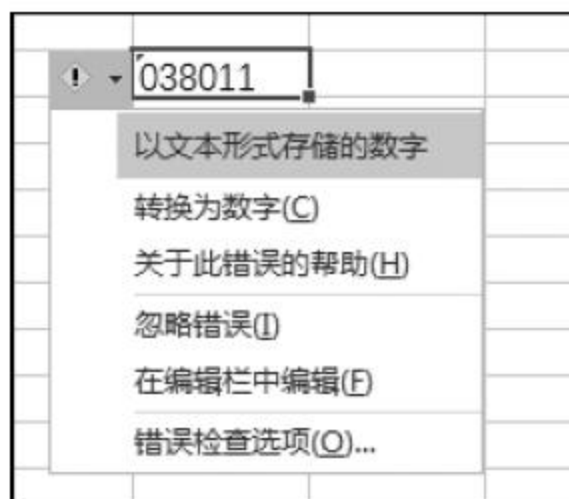 038011
以文本形式存储的数字
转换为数字(C)
关于此错误的帮助(H)
忽略错误(I)
在编辑栏中编辑(F)
错误检查选项(O)...